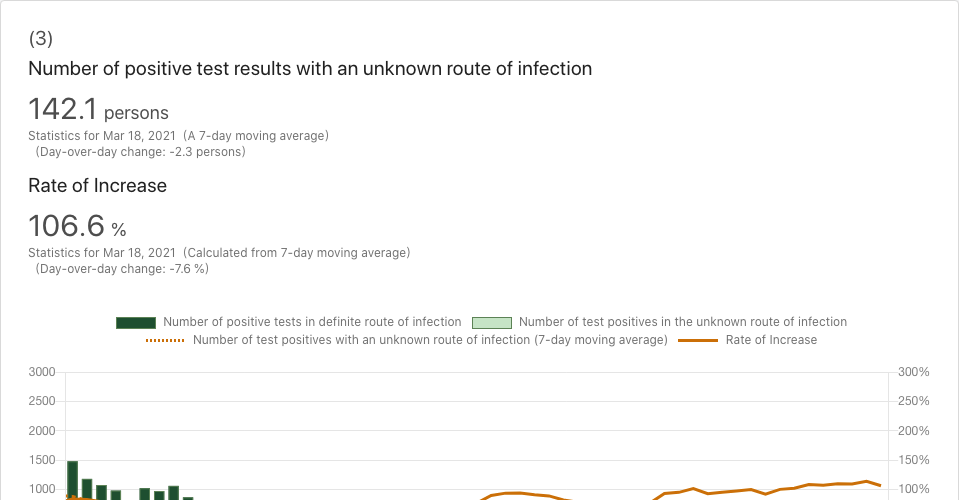 (3)
Number of positive test results with an unknown route of infection
142.1 persons
Statistics for Mar 18, 2021 (A 7-day moving average)
(Day-over-day change: -2.3 persons)
Rate of Increase
106.6 %
Statistics for Mar 18, 2021 (Calculated from 7-day moving average)
(Day-over-day change: -7.6 %)
Number of positive tests in definite route of infection Number of test positives in the unknown route of infection
Number of test positives with an unknown route of infection (7-day moving average) Rate of Increase
3000 300%
2500 250%
2000 200%
1500 150%
1000 100%